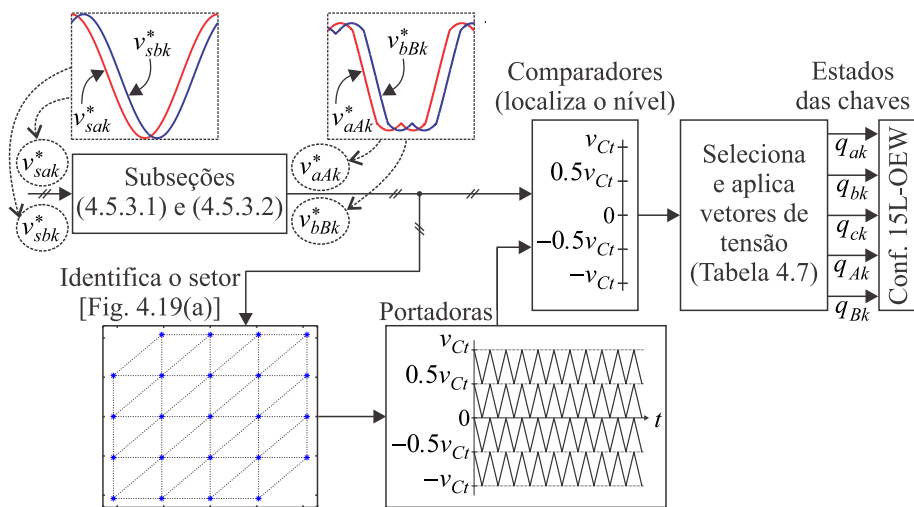 v*sbk
v*sak
v*bBk
v*aAk
v*sak
v*sbk
Subseções
(4.5.3.1) e (4.5.3.2)
v*aAk
v*bBk
Comparadores
(localiza o nível)
vCt
0.5vCt
0
−0.5vCt
−vCt
Seleciona
e aplica
vetores de
tensão
(Tabela 4.7)
Estados
das chaves
qak
qbk
qck
qAk
qBk
Conf. 15L-OEW
Identifica o setor
[Fig. 4.19(a)]
Portadoras
vCt
0.5vCt
0
−0.5vCt
−vCt
t